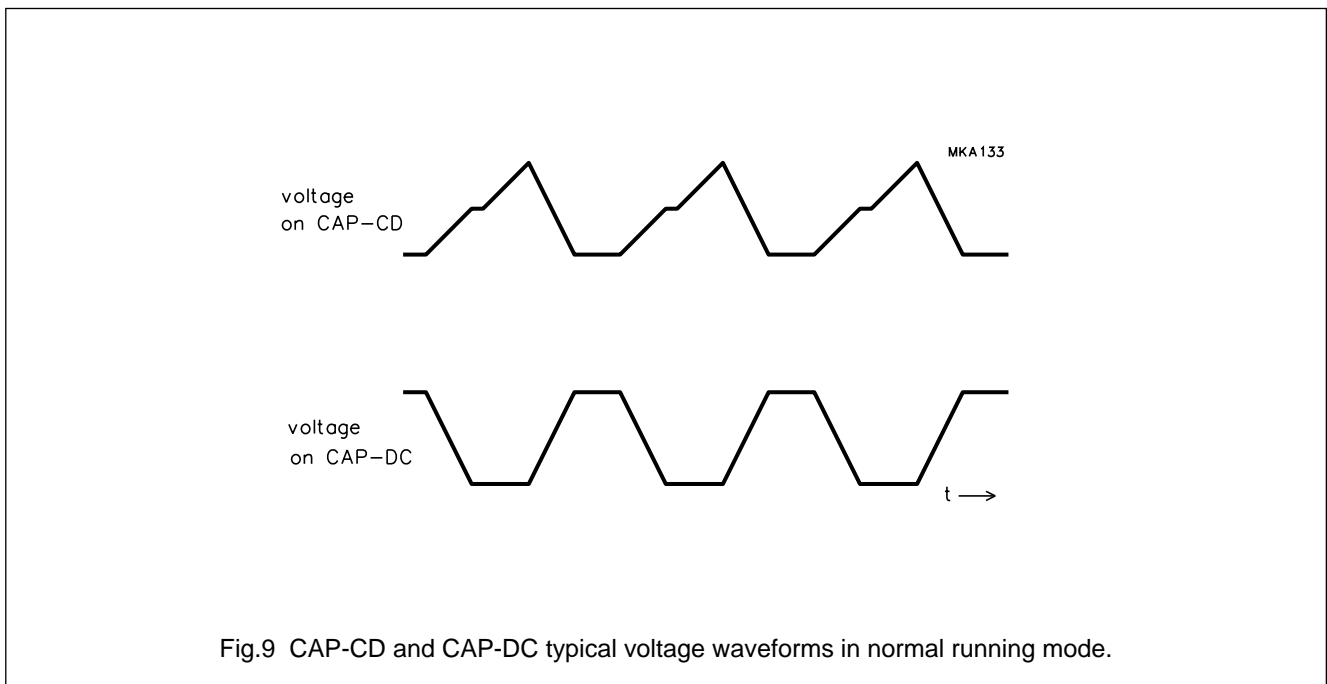 MKA133
voltage
on CAP-CD
voltage
on CAP-DC
t
Fig.9 CAP-CD and CAP-DC typical voltage waveforms in normal running mode.